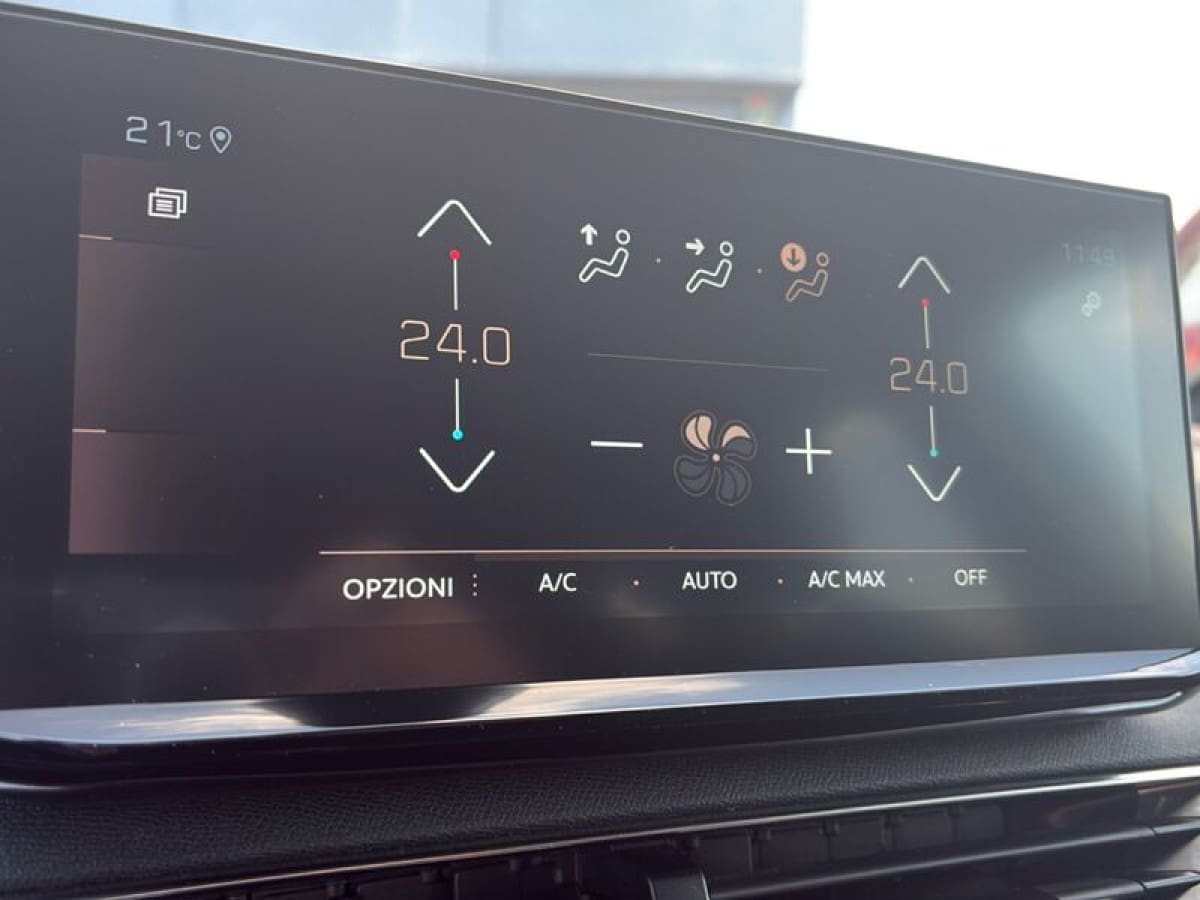 21°C
11:49
24.0
24.0
OPZIONI A/C AUTO A/C MAX OFF